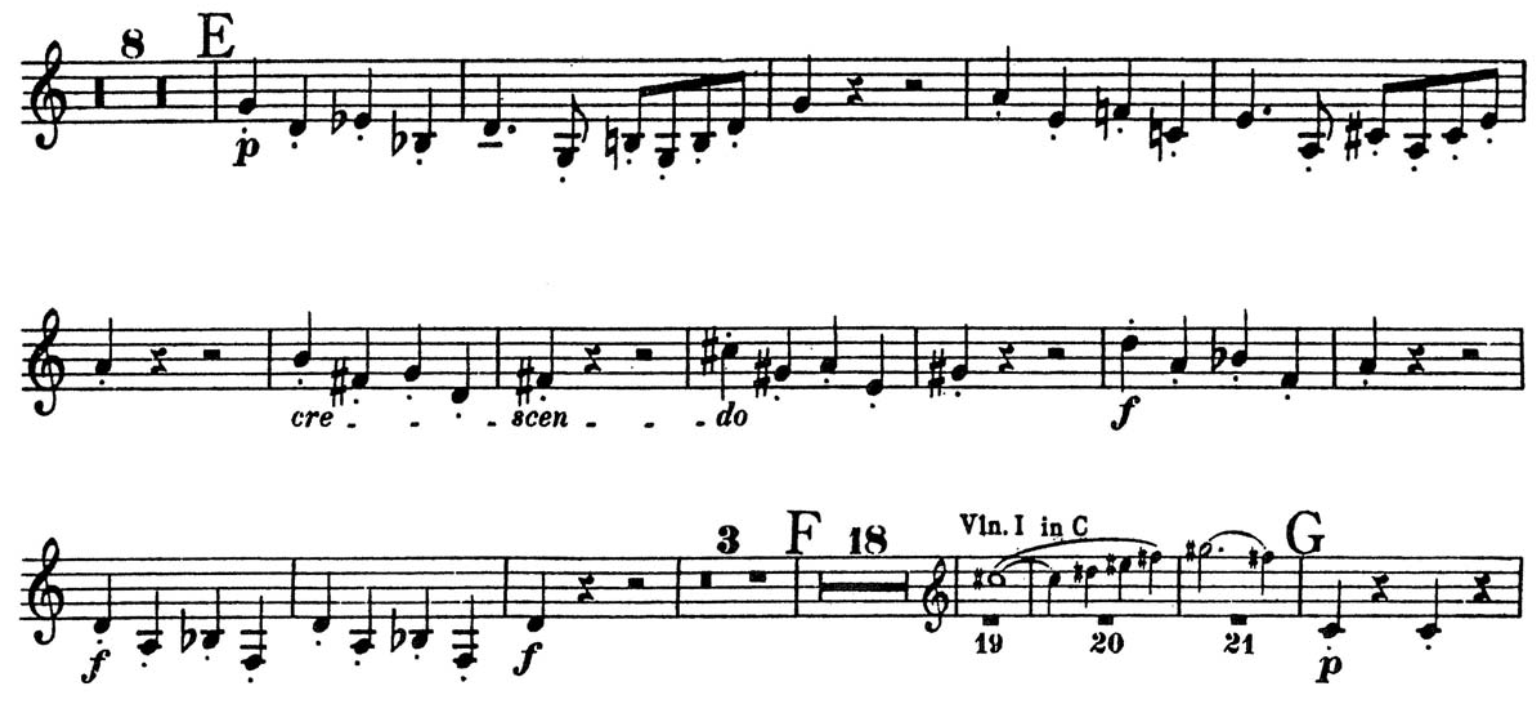 8 E
p
cre - - - scen - - - do
f
3 F 18 Vln. I in C G
f f 19 20 21 p